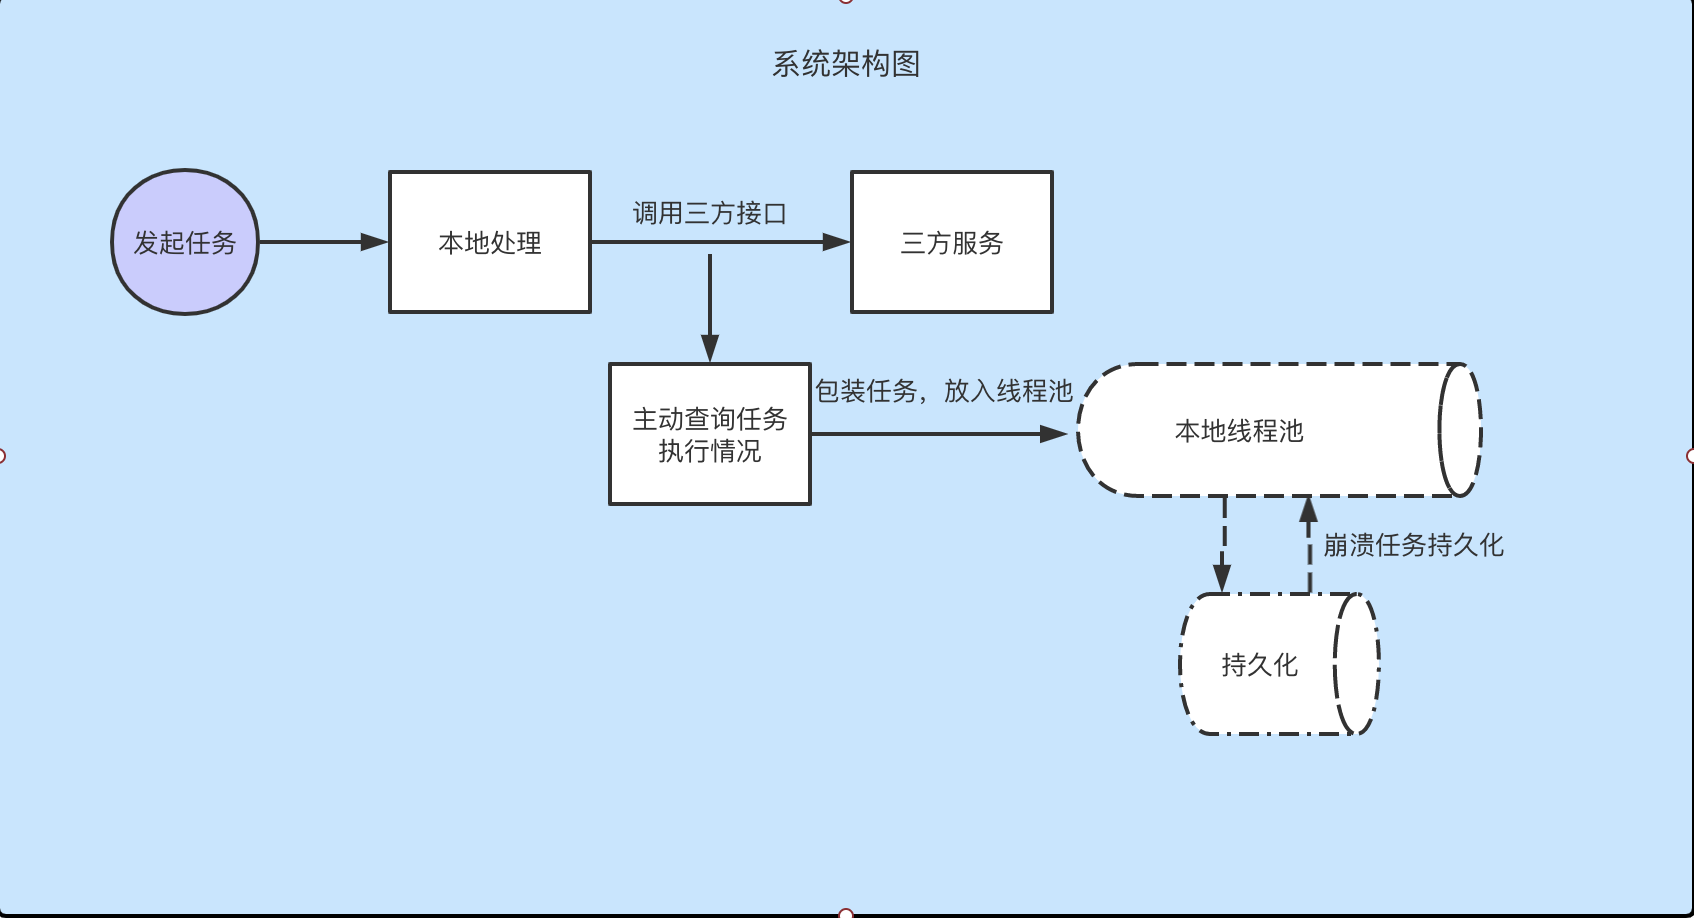 系统架构图
发起任务
本地处理
调用三方接口
三方服务
主动查询任务
执行情况
包装任务，放入线程池
本地线程池
崩溃任务持久化
持久化